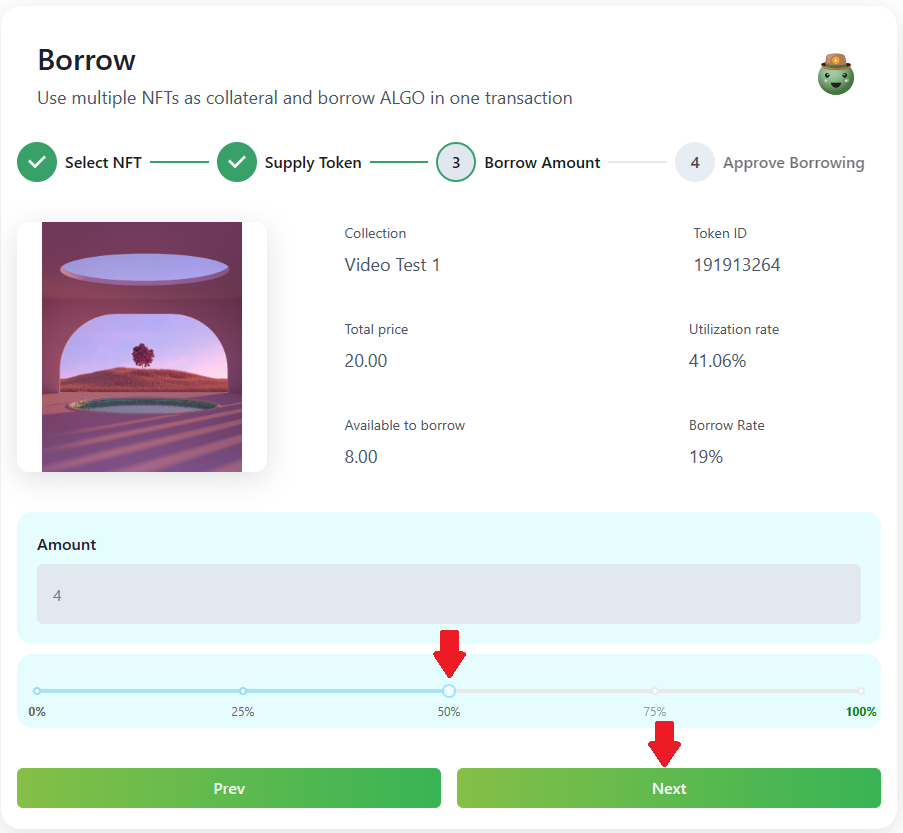 Borrow
Use multiple NFTs as collateral and borrow ALGO in one transaction
Select NFT
Supply Token
3 Borrow Amount
4 Approve Borrowing
Collection
Token ID
Video Test 1
191913264
Total price
Utilization rate
20.00
41.06%
Available to borrow
Borrow Rate
8.00
19%
Amount
4
0% 25% 50% 75% 100%
Prev
Next